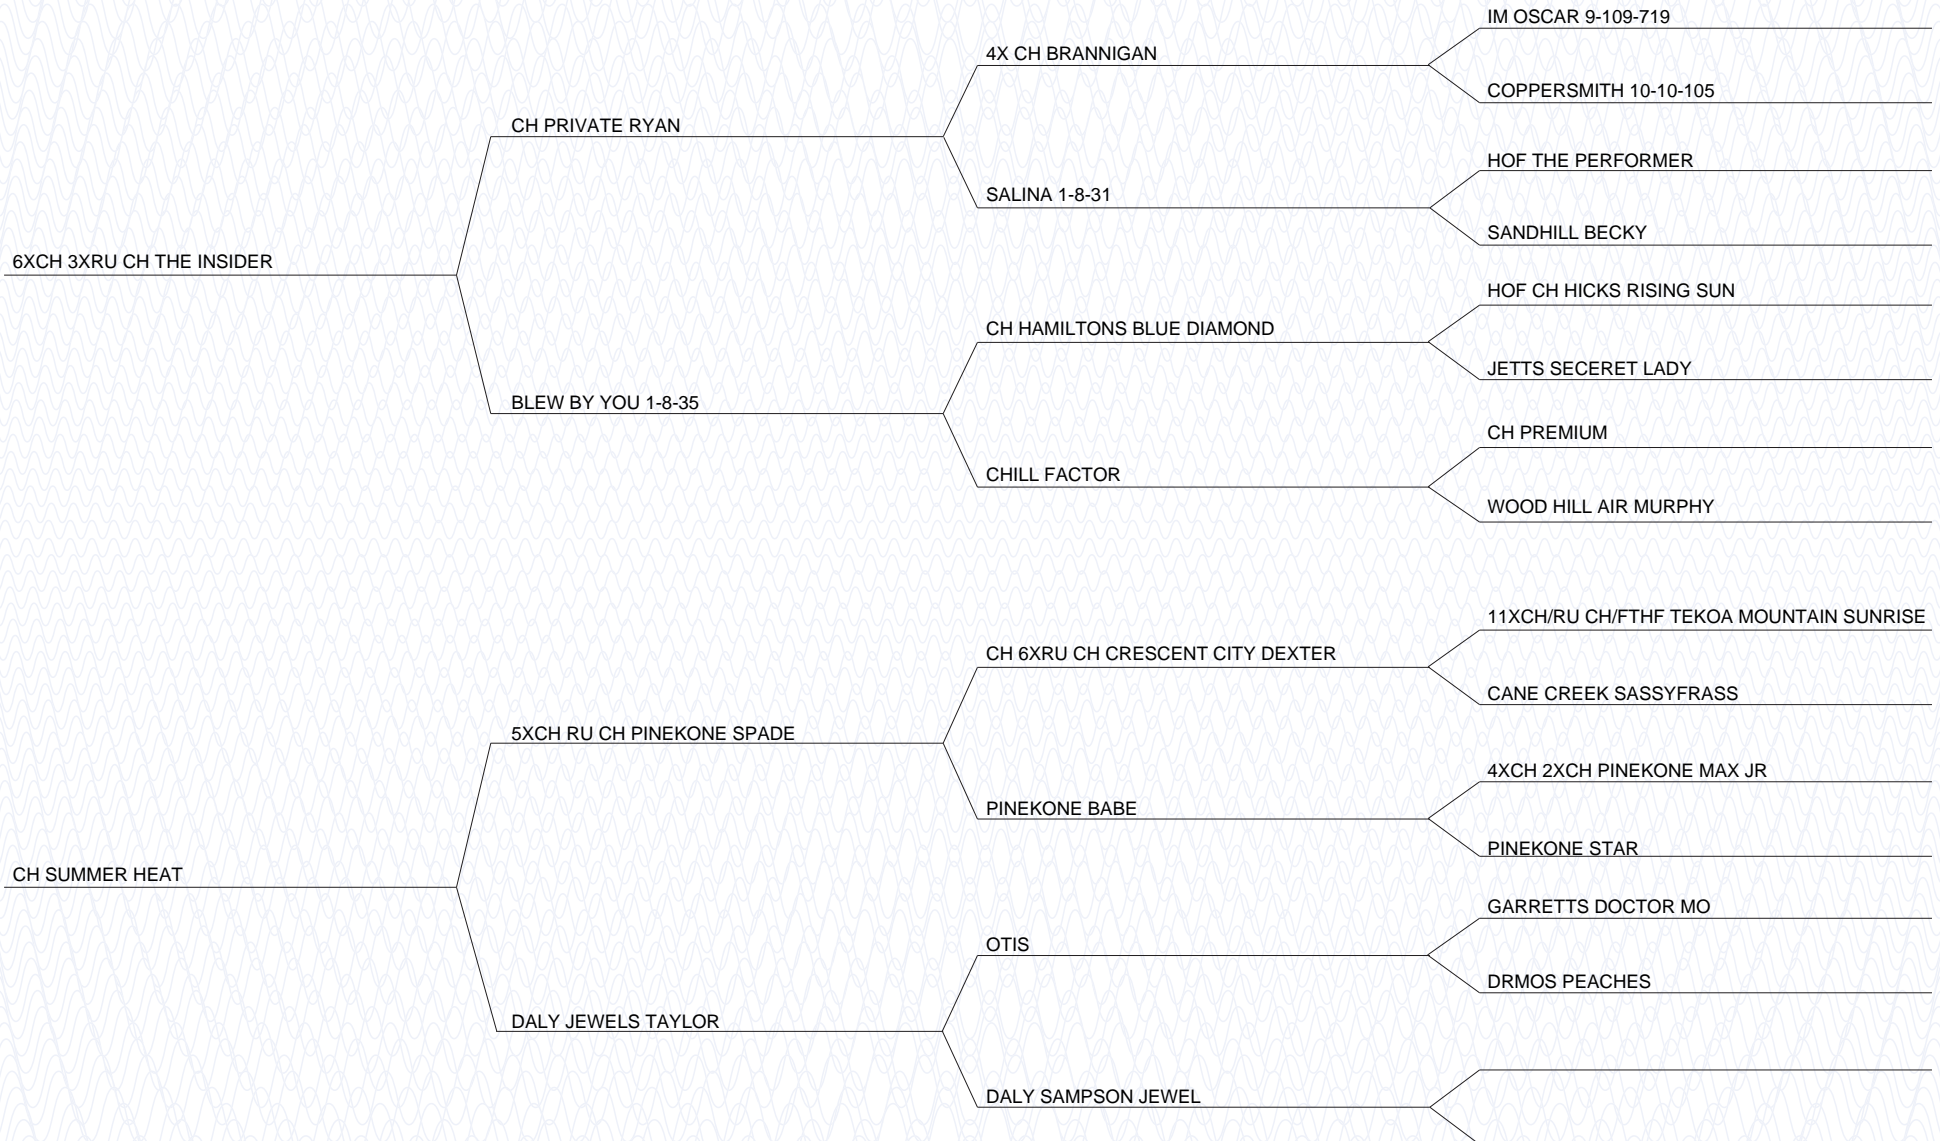 IM OSCAR 9-109-719
4X CH BRANNIGAN
COPPERSMITH 10-10-105
CH PRIVATE RYAN
HOF THE PERFORMER
SALINA 1-8-31
SANDHILL BECKY
6XCH 3XRU CH THE INSIDER
HOF CH HICKS RISING SUN
CH HAMILTONS BLUE DIAMOND
JETTS SECERET LADY
BLEW BY YOU 1-8-35
CH PREMIUM
CHILL FACTOR
WOOD HILL AIR MURPHY
11XCH/RU CH/FTHF TEKOA MOUNTAIN SUNRISE
CH 6XRU CH CRESCENT CITY DEXTER
CANE CREEK SASSYFRASS
5XCH RU CH PINEKONE SPADE
4XCH 2XCH PINEKONE MAX JR
PINEKONE BABE
PINEKONE STAR
CH SUMMER HEAT
GARRETTS DOCTOR MO
OTIS
DRMOS PEACHES
DALY JEWELS TAYLOR
DALY SAMPSON JEWEL